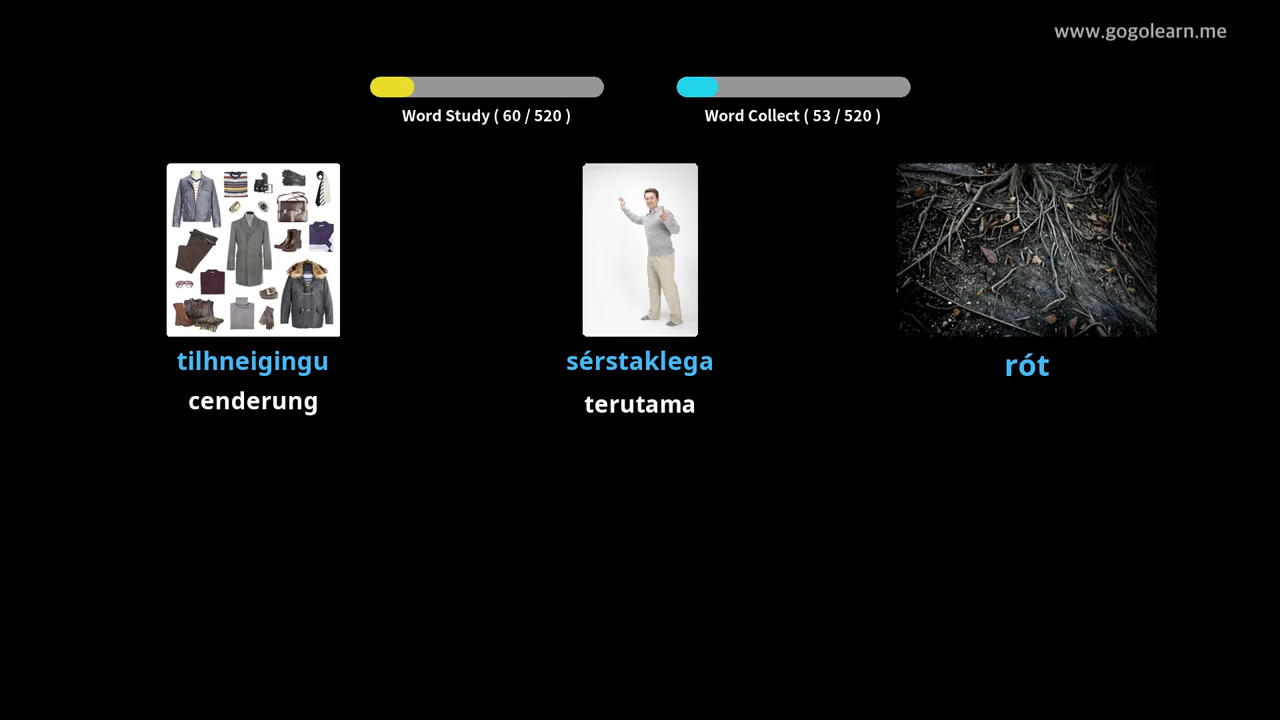 www.gogolearn.me
Word Study ( 60 / 520 )
Word Collect ( 53 / 520 )
tilhneigingu
cenderung
sérstaklega
terutama
rót